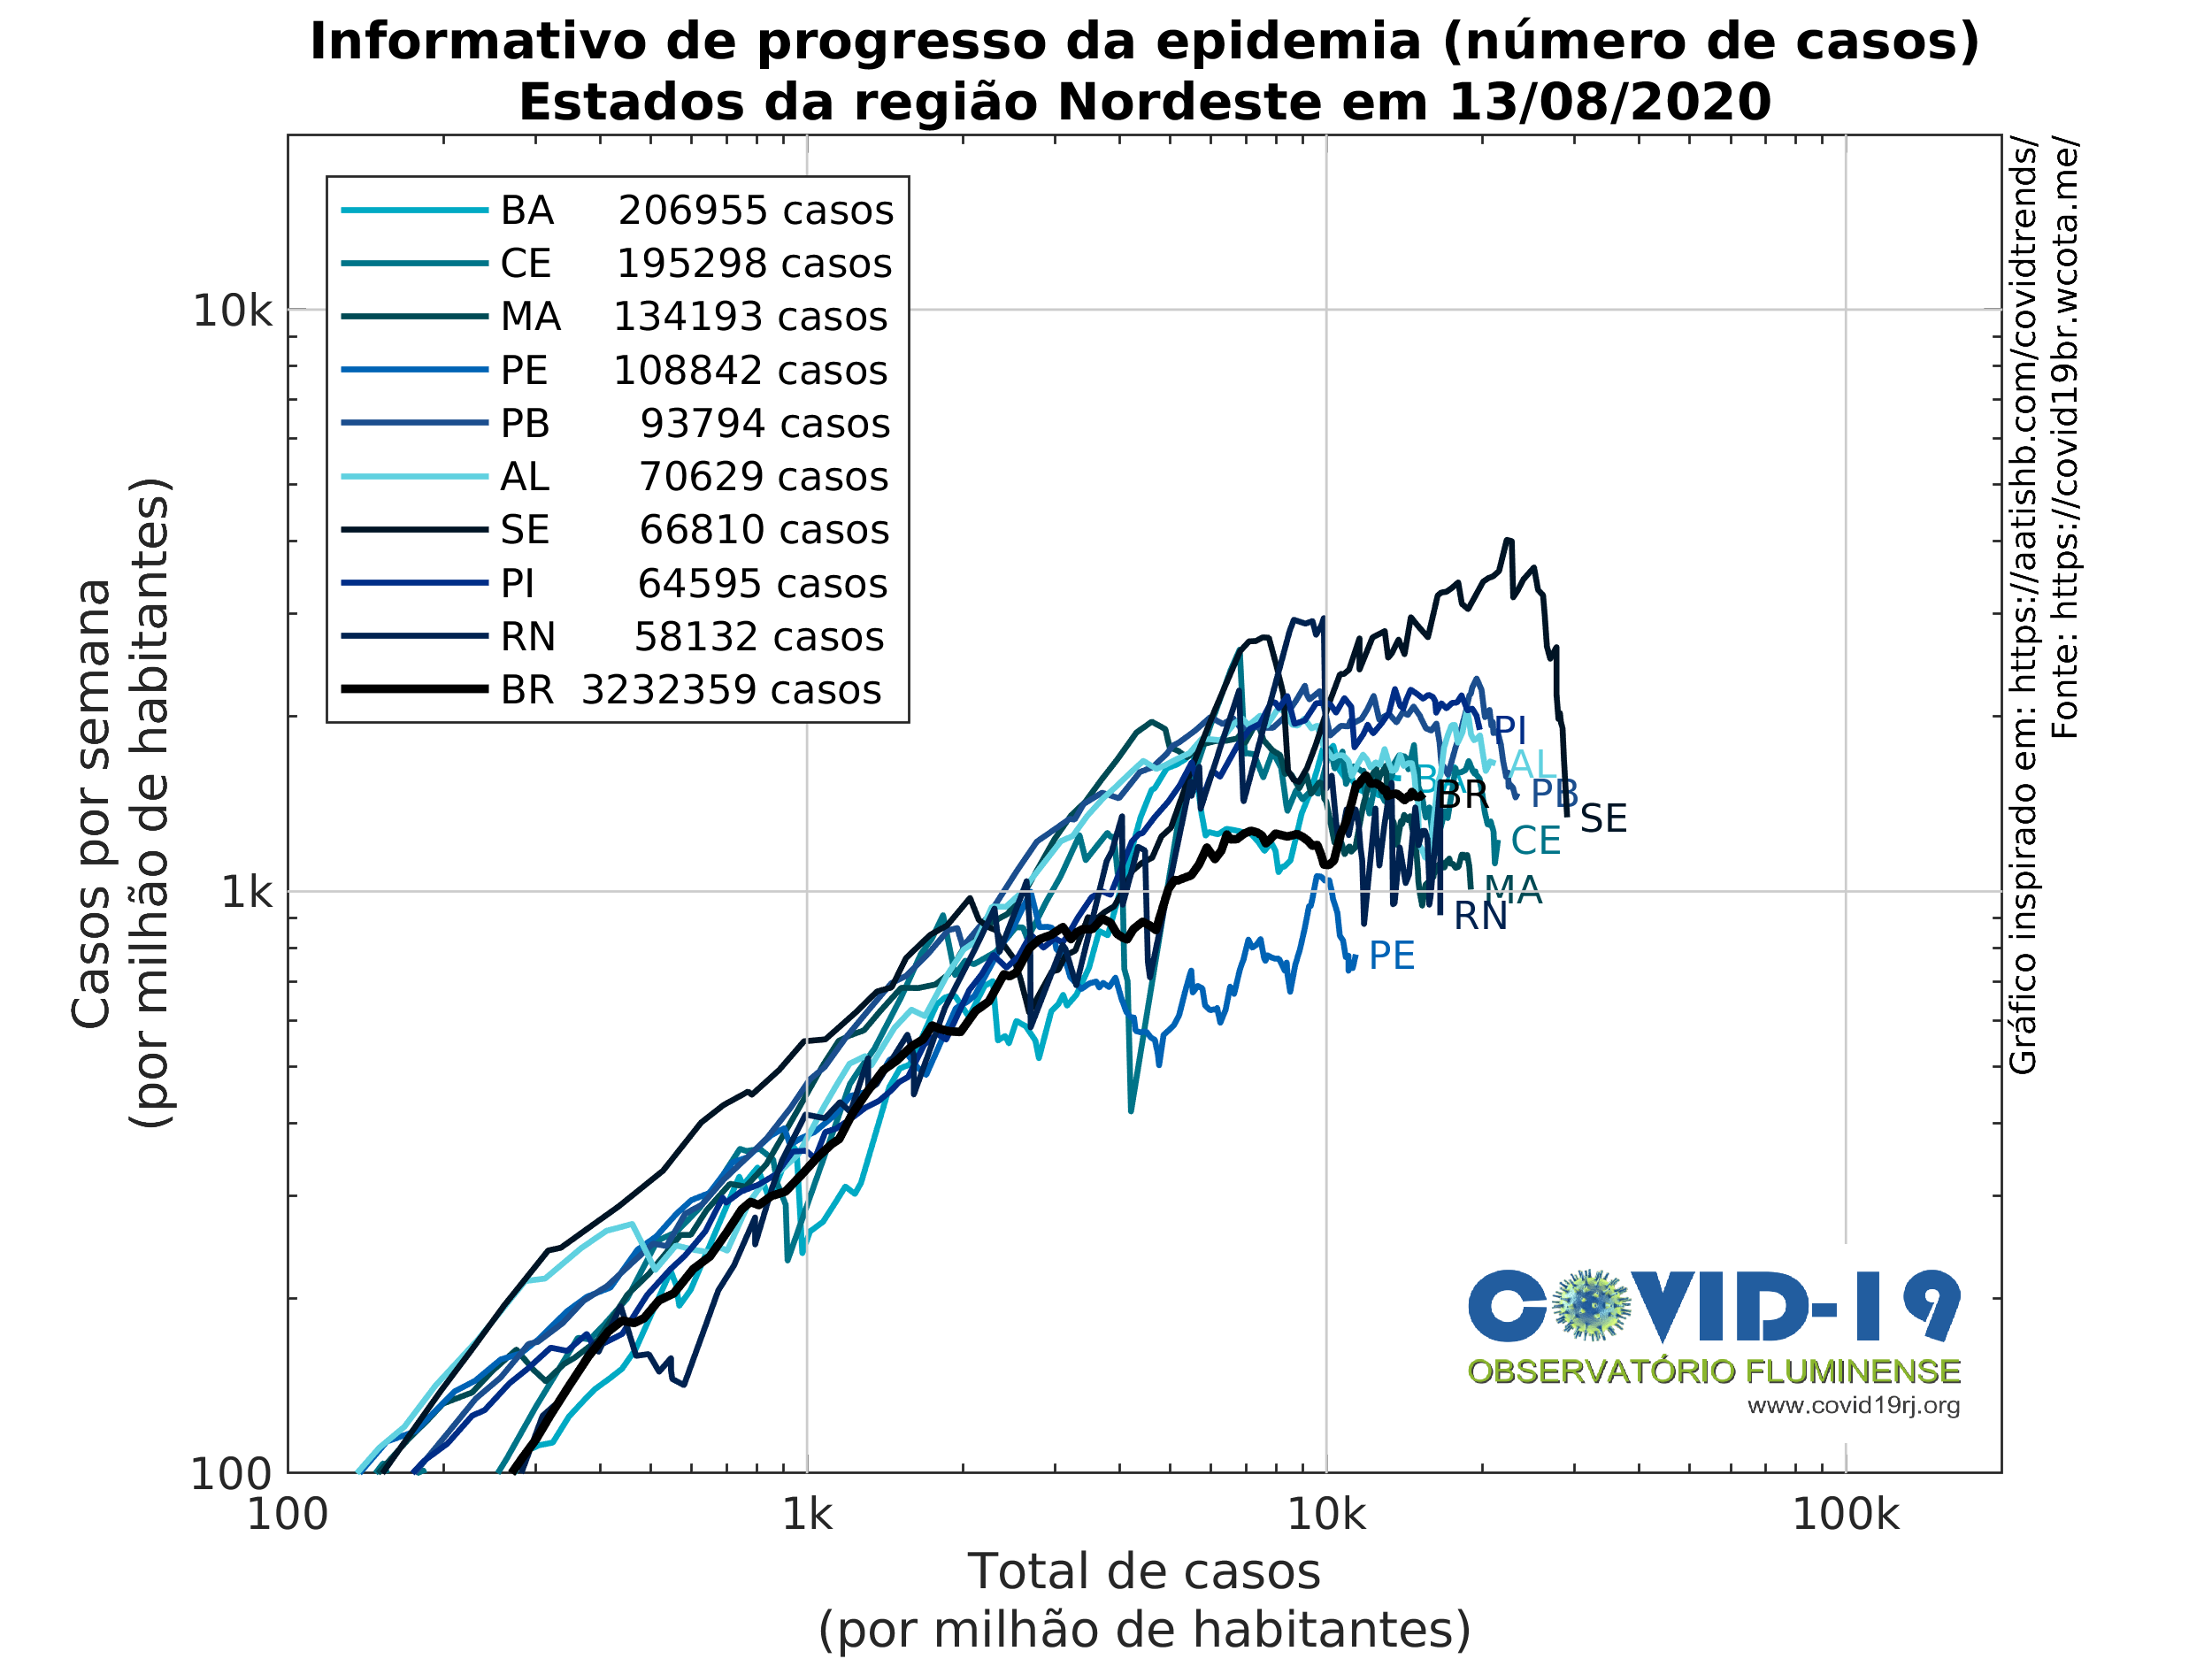 Informativo de progresso da epidemia (número de casos)
Estados da região Nordeste em 13/08/2020
BA 206955 casos
CE 195298 casos
MA 134193 casos
PE 108842 casos
PB 93794 casos
AL 70629 casos
SE 66810 casos
PI 64595 casos
RN 58132 casos
BR 3232359 casos
10k
1k
100
Casos por semana
(por milhão de habitantes)
PI
AL
BA
BR
PB
SE
CE
MA
RN
PE
Gráfico inspirado em: https://aatishb.com/covidtrends/
Fonte: https://covid19br.wcota.me/
COVID-19
OBSERVATÓRIO FLUMINENSE
www.covid19rj.org
100
1k
10k
100k
Total de casos
(por milhão de habitantes)